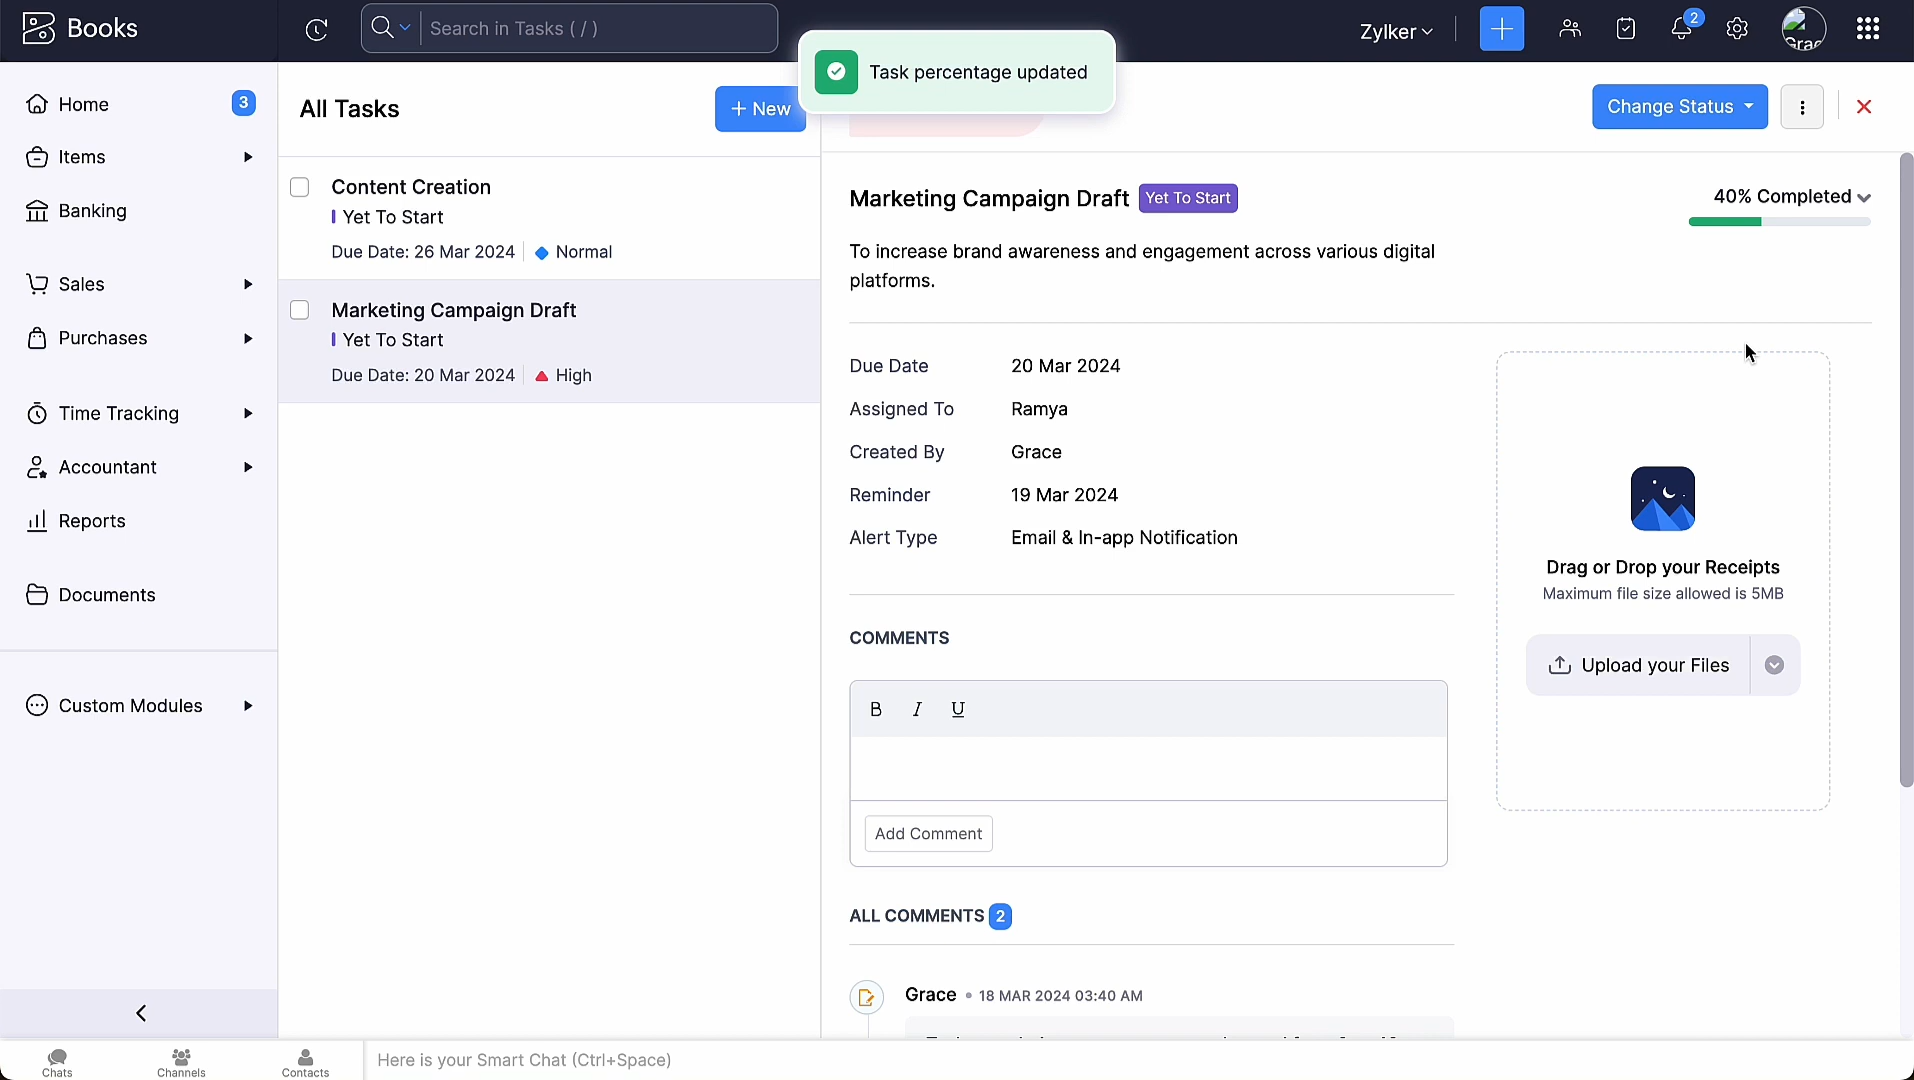 Books
Search in Tasks ( / )
Zylker
2
Task percentage updated
Home
3
Items
Banking
Sales
Purchases
Time Tracking
Accountant
Reports
Documents
Custom Modules
All Tasks
+ New
Content Creation
Yet To Start
Due Date: 26 Mar 2024
Normal
Marketing Campaign Draft
Yet To Start
Due Date: 20 Mar 2024
High
Change Status
Marketing Campaign Draft
Yet To Start
40% Completed
To increase brand awareness and engagement across various digital
platforms.
Due Date 20 Mar 2024
Assigned To Ramya
Created By Grace
Reminder 19 Mar 2024
Alert Type Email & In-app Notification
Drag or Drop your Receipts
Maximum file size allowed is 5MB
Upload your Files
COMMENTS
B I U
Add Comment
ALL COMMENTS 2
Grace • 18 MAR 2024 03:40 AM
Chats
Channels
Contacts
Here is your Smart Chat (Ctrl+Space)